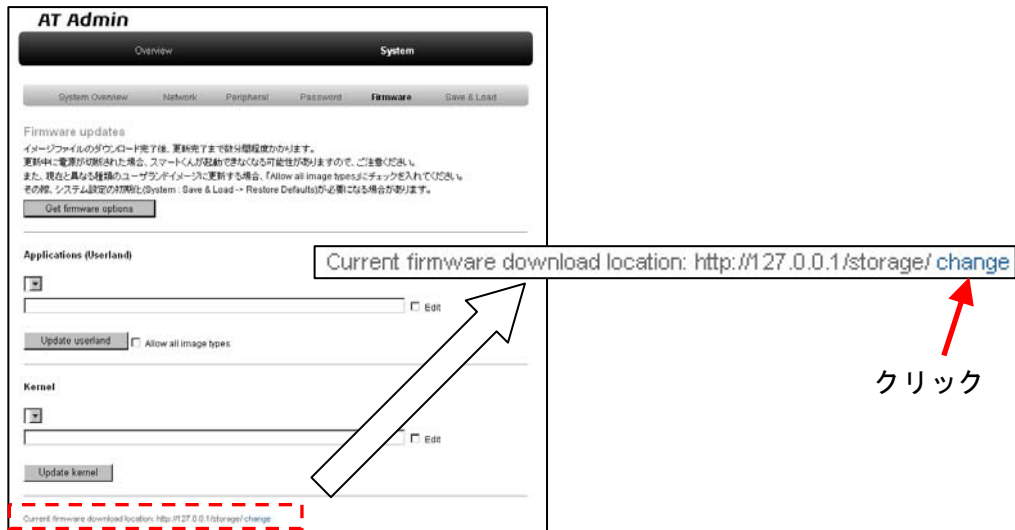 AT Admin
Overview System
System Overview Network Peripheral Password Firmware Save & Load
Firmware updates
イメージファイルのダウンロード完了後、更新完了まで数分間程度かかります。
更新中に電源が切断された場合、スマートくんが起動できなくなる可能性がありますので、ご注意ください。
また、現在と異なる種類のユーザランドイメージに更新する場合、「Allow all image types」にチェックを入れてください。
その際、システム設定の初期化(System : Save & Load -> Restore Defaults)が必要になる場合があります。
Get firmware options
Applications (Userland)
Current firmware download location: http://127.0.0.1/storage/ change
Edit
Update userland Allow all image types
クリック
Kernel
Edit
Update kernel
Current firmware download location: http://127.0.0.1/storage/ change